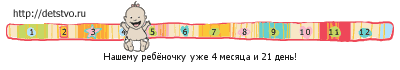 http://detstvo.ru
1 2 3 5 6 7 8 9 10 11 12
Нашему ребёночку уже 4 месяца и 21 день!